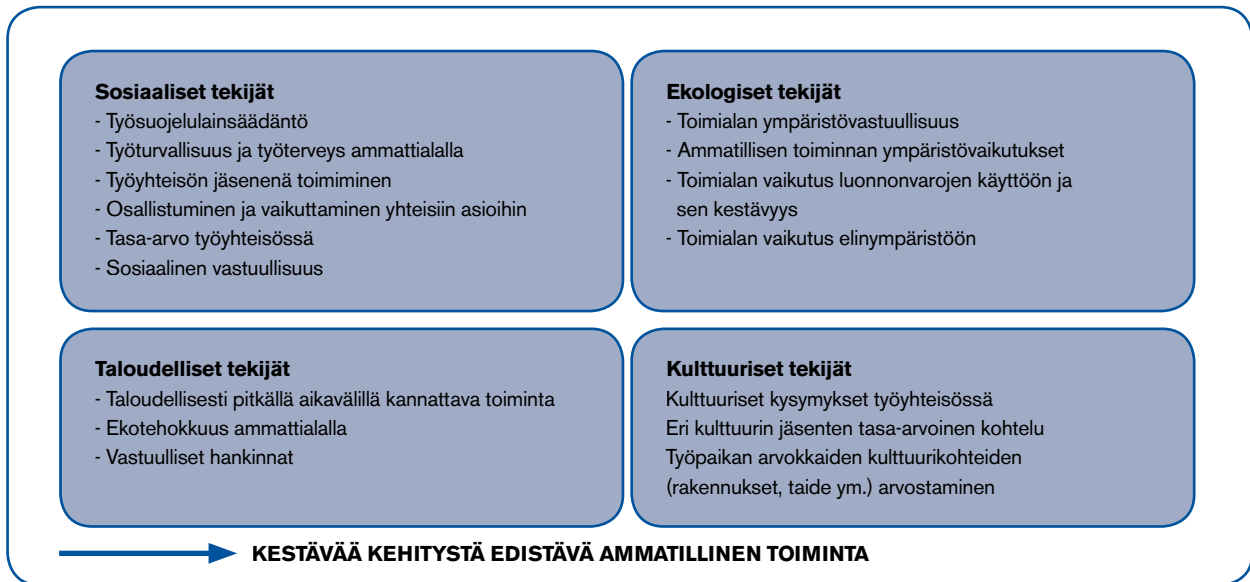 Sosiaaliset tekijät
- Työsuojelulainsäädäntö
- Työturvallisuus ja työterveys ammattialalla
- Työyhteisön jäsenenä toimiminen
- Osallistuminen ja vaikuttaminen yhteisiin asioihin
- Tasa-arvo työyhteisössä
- Sosiaalinen vastuullisuus
Ekologiset tekijät
- Toimialan ympäristövastuullisuus
- Ammatillisen toiminnan ympäristövaikutukset
- Toimialan vaikutus luonnonvarojen käyttöön ja
sen kestävyys
- Toimialan vaikutus elinympäristöön
Taloudelliset tekijät
- Taloudellisesti pitkällä aikavälillä kannattava toiminta
- Ekotehokkuus ammattialalla
- Vastuulliset hankinnat
Kulttuuriset tekijät
Kulttuuriset kysymykset työyhteisössä
Eri kulttuurin jäsenten tasa-arvoinen kohtelu
Työpaikan arvokkaiden kulttuurikohteiden
(rakennukset, taide ym.) arvostaminen
KESTÄVÄÄ KEHITYSTÄ EDISTÄVÄ AMMATILLINEN TOIMINTA